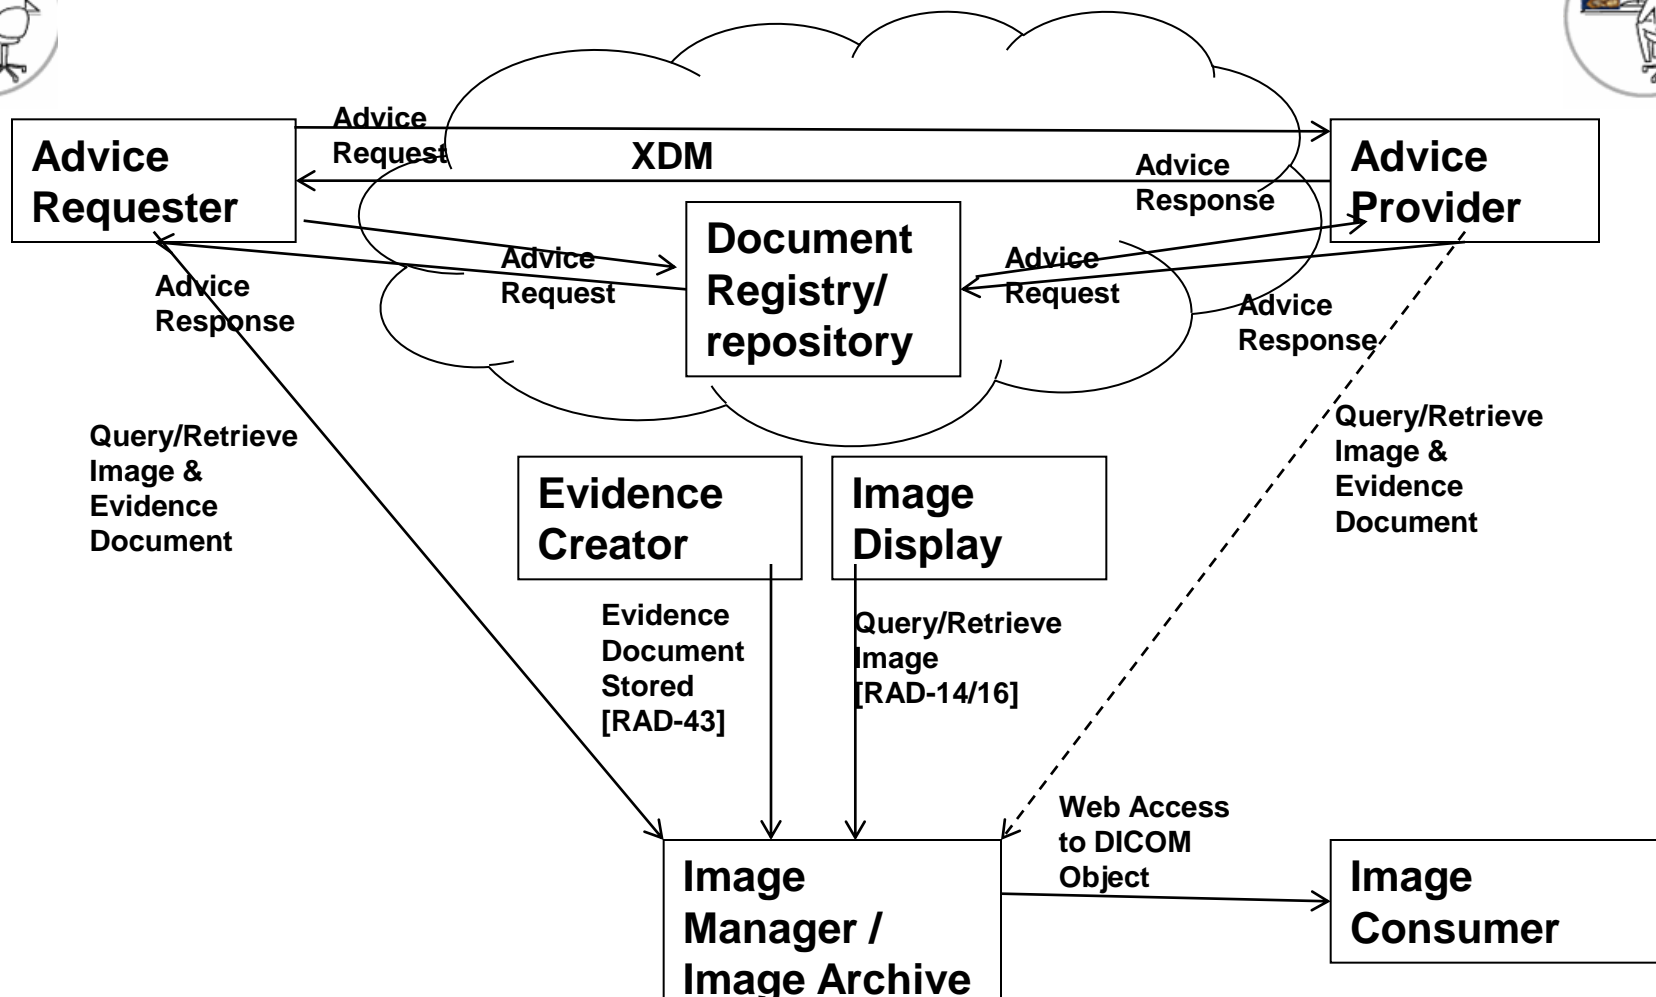 Advice
Request
XDM
Advice
Response
Advice
Requester
Advice
Provider
Document
Registry/
repository
Advice
Request
Advice
Request
Advice
Response
Advice
Response
Query/Retrieve
Image &
Evidence
Document
Query/Retrieve
Image &
Evidence
Document
Evidence
Creator
Image
Display
Evidence
Document
Stored
[RAD-43]
Query/Retrieve
Image
[RAD-14/16]
Web Access
to DICOM
Object
Image
Manager /
Image Archive
Image
Consumer